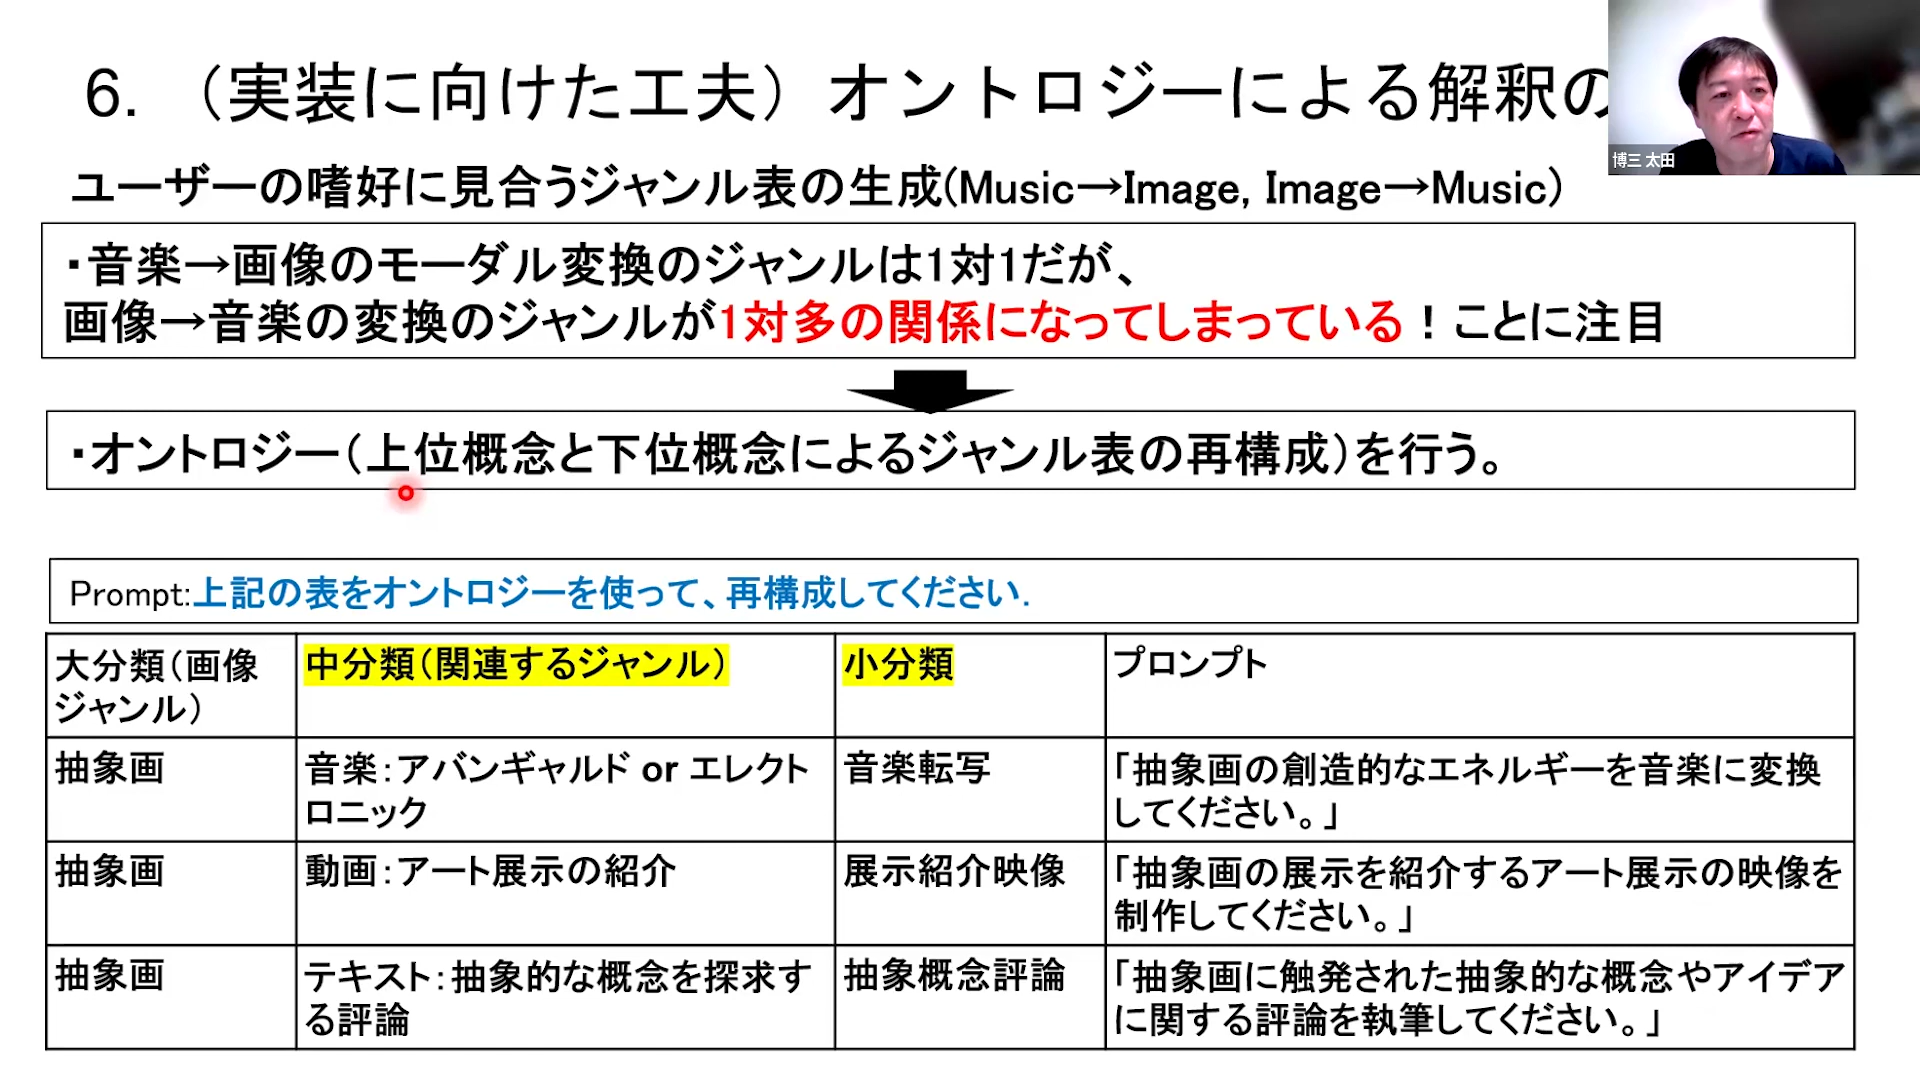 6. （実装に向けた工夫）オントロジーによる解釈の
博三 太田
ユーザーの嗜好に見合うジャンル表の生成(Music→Image, Image→Music)
・音楽→画像のモーダル変換のジャンルは1対1だが、
画像→音楽の変換のジャンルが1対多の関係になってしまっている！ことに注目
・オントロジー（上位概念と下位概念によるジャンル表の再構成）を行う。
Prompt:上記の表をオントロジーを使って、再構成してください.
大分類（画像
ジャンル）
中分類（関連するジャンル）
小分類
プロンプト
抽象画
音楽：アバンギャルド or エレクト
ロニック
音楽転写
「抽象画の創造的なエネルギーを音楽に変換
してください。」
抽象画
動画：アート展示の紹介
展示紹介映像
「抽象画の展示を紹介するアート展示の映像を
制作してください。」
抽象画
テキスト：抽象的な概念を探求す
る評論
抽象概念評論
「抽象画に触発された抽象的な概念やアイデア
に関する評論を執筆してください。」